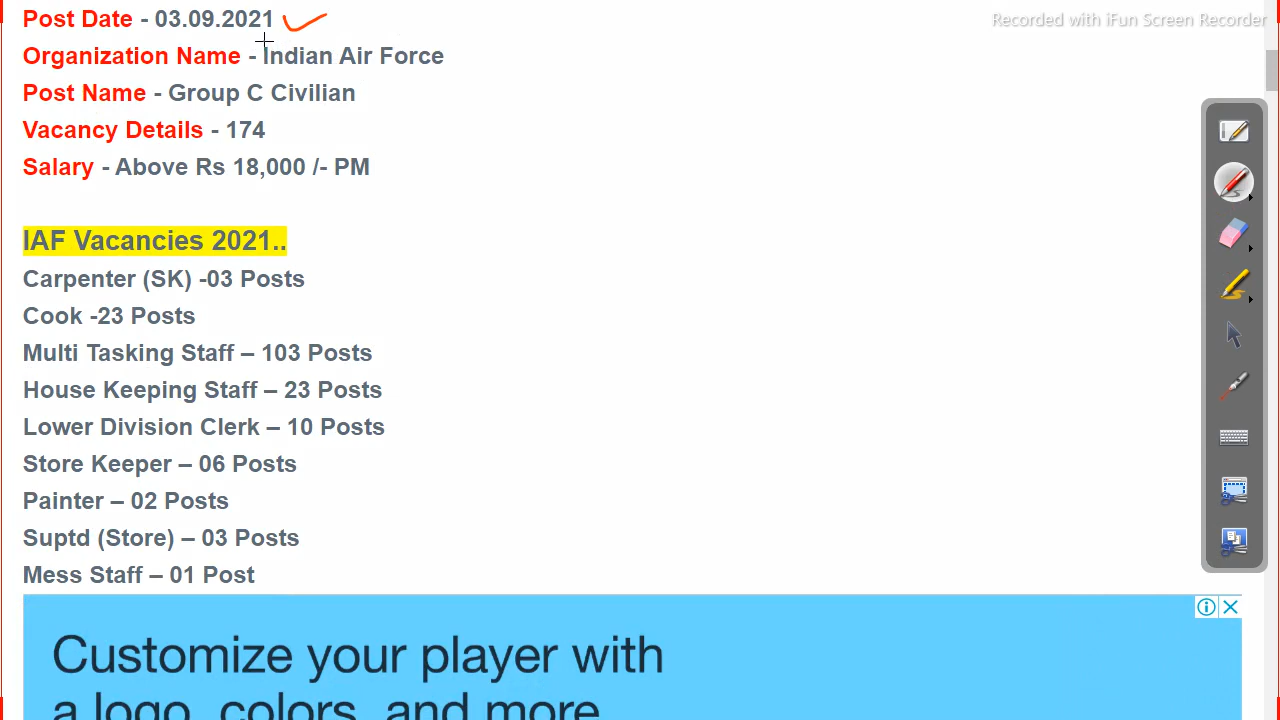 Post Date - 03.09.2021
Recorded with iFun Screen Recorder
Organization Name - Indian Air Force
Post Name - Group C Civilian
Vacancy Details - 174
Salary - Above Rs 18,000 /- PM
IAF Vacancies 2021..
Carpenter (SK) -03 Posts
Cook -23 Posts
Multi Tasking Staff – 103 Posts
House Keeping Staff – 23 Posts
Lower Division Clerk – 10 Posts
Store Keeper – 06 Posts
Painter – 02 Posts
Suptd (Store) – 03 Posts
Mess Staff – 01 Post
Customize your player with
a logo, colors, and more